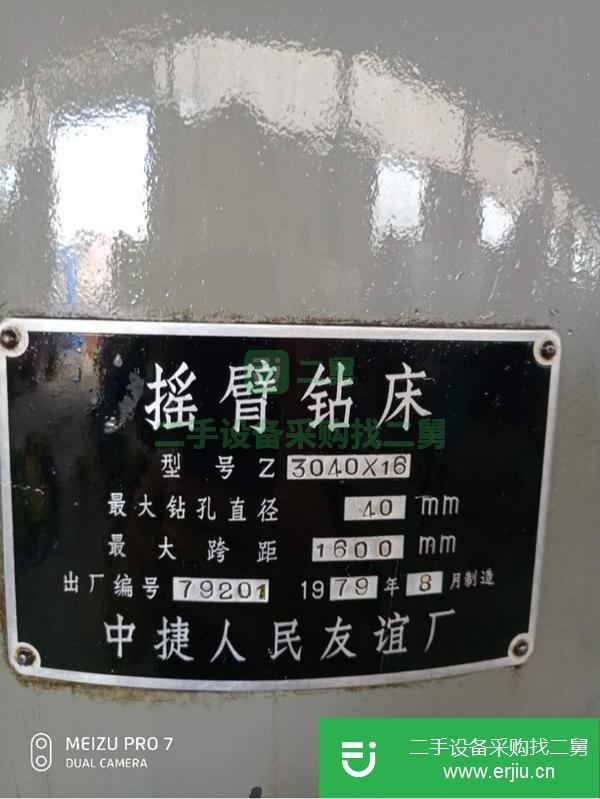 摇臂钻床
二舅
二手设备采购找二舅
型号Z 3040X16
最大钻孔直径 40 mm
最大跨距 1600 mm
出厂编号 79201 1979年8月制造
中捷人民友谊厂
MEIZU PRO 7
DUAL CAMERA
二手设备采购找二舅
www.erjiu.cn